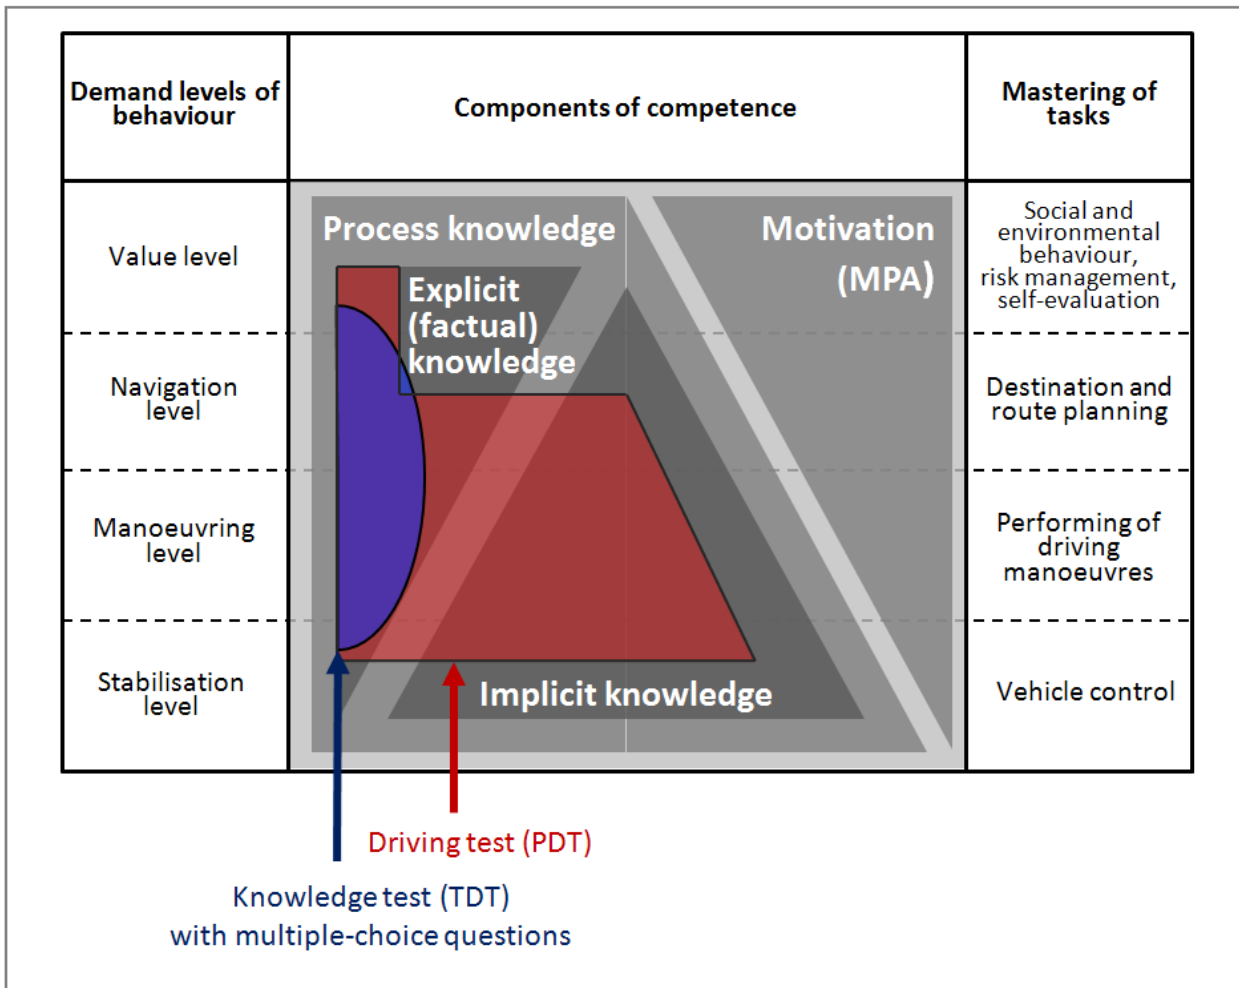 Demand levels of
behaviour
Components of competence
Mastering of
tasks
Value level
Process knowledge
Motivation
(MPA)
Explicit
(factual)
knowledge
Social and
environmental
behaviour,
risk management,
self-evaluation
Navigation
level
Destination and
route planning
Manoeuvring
level
Performing of
driving
manoeuvres
Stabilisation
level
Implicit knowledge
Vehicle control
Driving test (PDT)
Knowledge test (TDT)
with multiple-choice questions